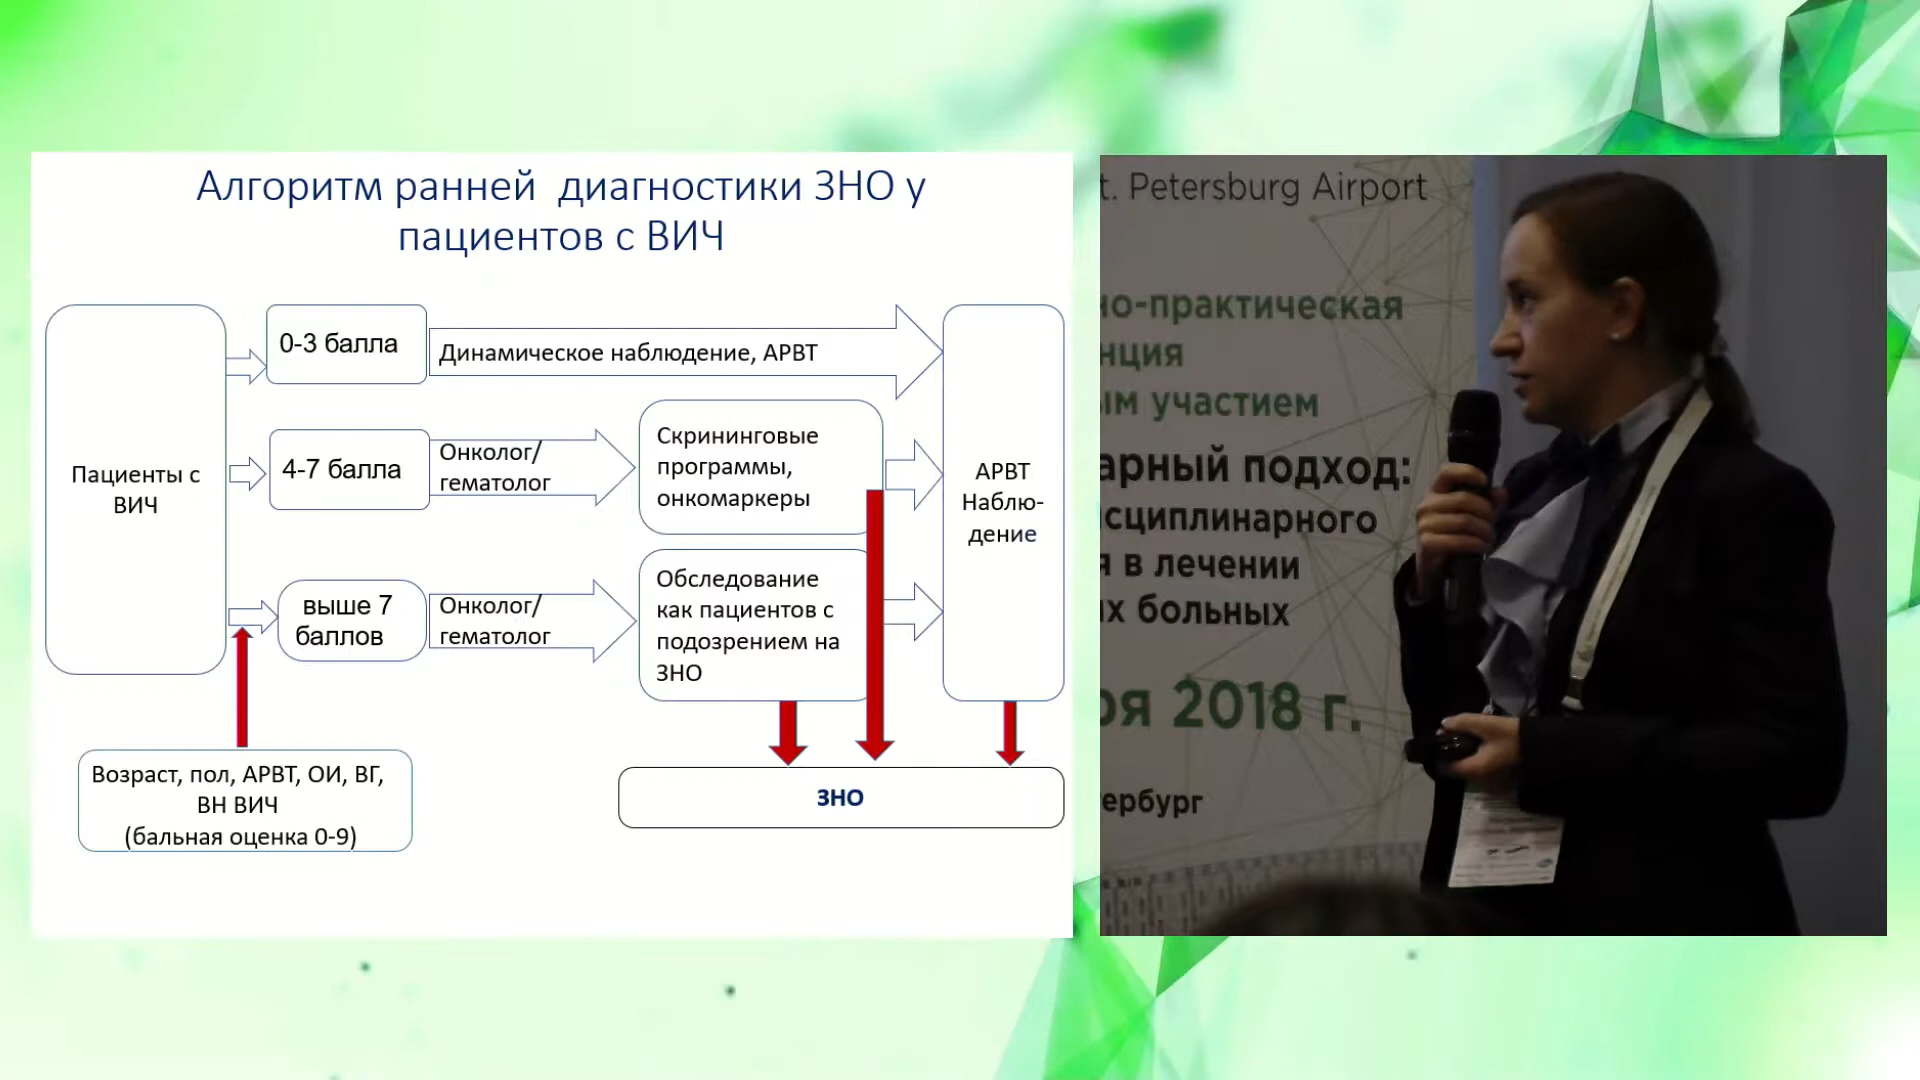 Алгоритм ранней диагностики ЗНО у
пациентов с ВИЧ
Пациенты с
ВИЧ
0-3 балла
Динамическое наблюдение, АРВТ
4-7 балла
Онколог/
гематолог
Скрининговые
программы,
онкомаркеры
выше 7
баллов
Онколог/
гематолог
Обследование
как пациентов с
подозрением на
ЗНО
АРВТ
Наблю-
дение
Возраст, пол, АРВТ, ОИ, ВГ,
ВН ВИЧ
(бальная оценка 0-9)
ЗНО
t. Petersburg Airport
но-практическая
нция
ым участием
арный подход:
сциплинарного
я в лечении
ых больных
ря 2018 г.
ербург